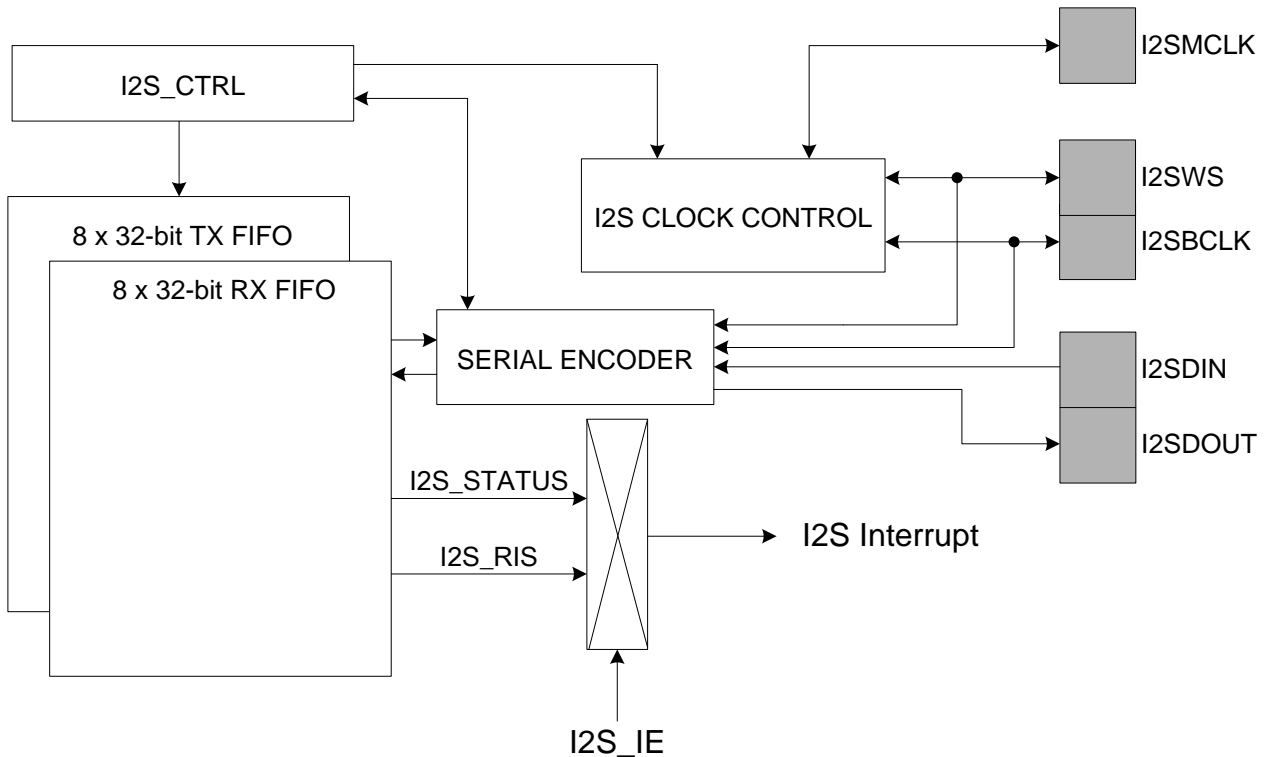 I2S_CTRL
I2SMCLK
I2SWS
I2S CLOCK CONTROL
I2SBCLK
8 x 32-bit TX FIFO
8 x 32-bit RX FIFO
SERIAL ENCODER
I2SDIN
I2SDOUT
I2S_STATUS
I2S Interrupt
I2S_RIS
I2S_IE